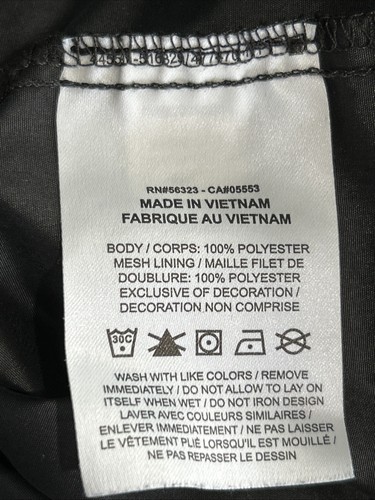 RN#56323 - CA#05553
MADE IN VIETNAM
FABRIQUE AU VIETNAM
BODY / CORPS: 100% POLYESTER
MESH LINING / MAILLE FILET DE
DOUBLURE: 100% POLYESTER
EXCLUSIVE OF DECORATION /
DECORATION NON COMPRISE
30C
WASH WITH LIKE COLORS / REMOVE
IMMEDIATELY / DO NOT ALLOW TO LAY ON
ITSELF WHEN WET / DO NOT IRON DESIGN
LAVER AVEC COULEURS SIMILAIRES /
ENLEVER IMMEDIATEMENT / NE PAS LAISSER
LE VÊTEMENT PLIÉ LORSQU'IL EST MOUILLÉ /
NE PAS REPASSER LE DESSIN